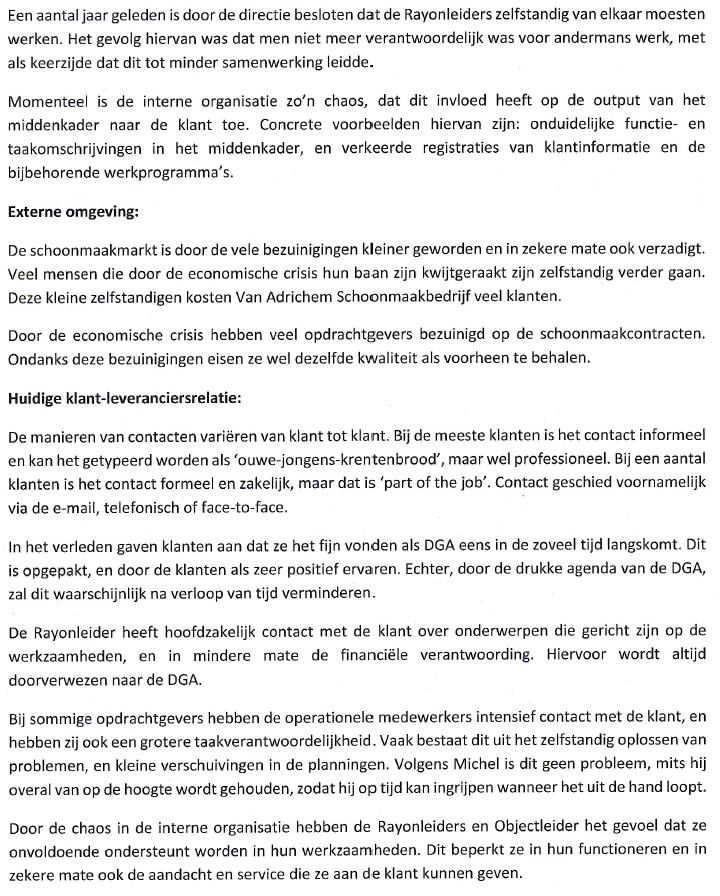 Een aantal jaar geleden is door de directie besloten dat de Rayonleiders zelfstandig van elkaar moesten
werken. Het gevolg hiervan was dat men niet meer verantwoordelijk was voor andermans werk, met
als keerzijde dat dit tot minder samenwerking leidde.
Momenteel is de interne organisatie zo'n chaos, dat dit invloed heeft op de output van het
middenkader naar de klant toe. Concrete voorbeelden hiervan zijn: onduidelijke functie- en
taakomschrijvingen in het middenkader, en verkeerde registraties van klantinformatie en de
bijbehorende werkprogramma's.
Externe omgeving:
De schoonmaakmarkt is door de vele bezuinigingen kleiner geworden en in zekere mate ook verzadigt.
Veel mensen die door de economische crisis hun baan zijn kwijtgeraakt zijn zelfstandig verder gaan.
Deze kleine zelfstandigen kosten Van Adrichem Schoonmaakbedrijf veel klanten.
Door de economische crisis hebben veel opdrachtgevers bezuinigd op de schoonmaakcontracten.
Ondanks deze bezuinigingen eisen ze wel dezelfde kwaliteit als voorheen te behalen.
Huidige klant-leveranciersrelatie:
De manieren van contacten variëren van klant tot klant. Bij de meeste klanten is het contact informeel
en kan het getypeerd worden als 'ouwe-jongens-krentenbrood', maar wel professioneel. Bij een aantal
klanten is het contact formeel en zakelijk, maar dat is 'part of the job'. Contact geschied voornamelijk
via de e-mail, telefonisch of face-to-face.
In het verleden gaven klanten aan dat ze het fijn vonden als DGA eens in de zoveel tijd langskomt. Dit
is opgepakt, en door de klanten als zeer positief ervaren. Echter, door de drukke agenda van de DGA,
zal dit waarschijnlijk na verloop van tijd verminderen.
De Rayonleider heeft hoofdzakelijk contact met de klant over onderwerpen die gericht zijn op de
werkzaamheden, en in mindere mate de financiële verantwoording. Hiervoor wordt altijd
doorverwezen naar de DGA.
Bij sommige opdrachtgevers hebben de operationele medewerkers intensief contact met de klant, en
hebben zij ook een grotere taakverantwoordelijkheid. Vaak bestaat dit uit het zelfstandig oplossen van
problemen, en kleine verschuivingen in de planningen. Volgens Michel is dit geen probleem, mits hij
overal van op de hoogte wordt gehouden, zodat hij op tijd kan ingrijpen wanneer het uit de hand loopt.
Door de chaos in de interne organisatie hebben de Rayonleiders en Objectleider het gevoel dat ze
onvoldoende ondersteunt worden in hun werkzaamheden. Dit beperkt ze in hun functioneren en in
zekere mate ook de aandacht en service die ze aan de klant kunnen geven.